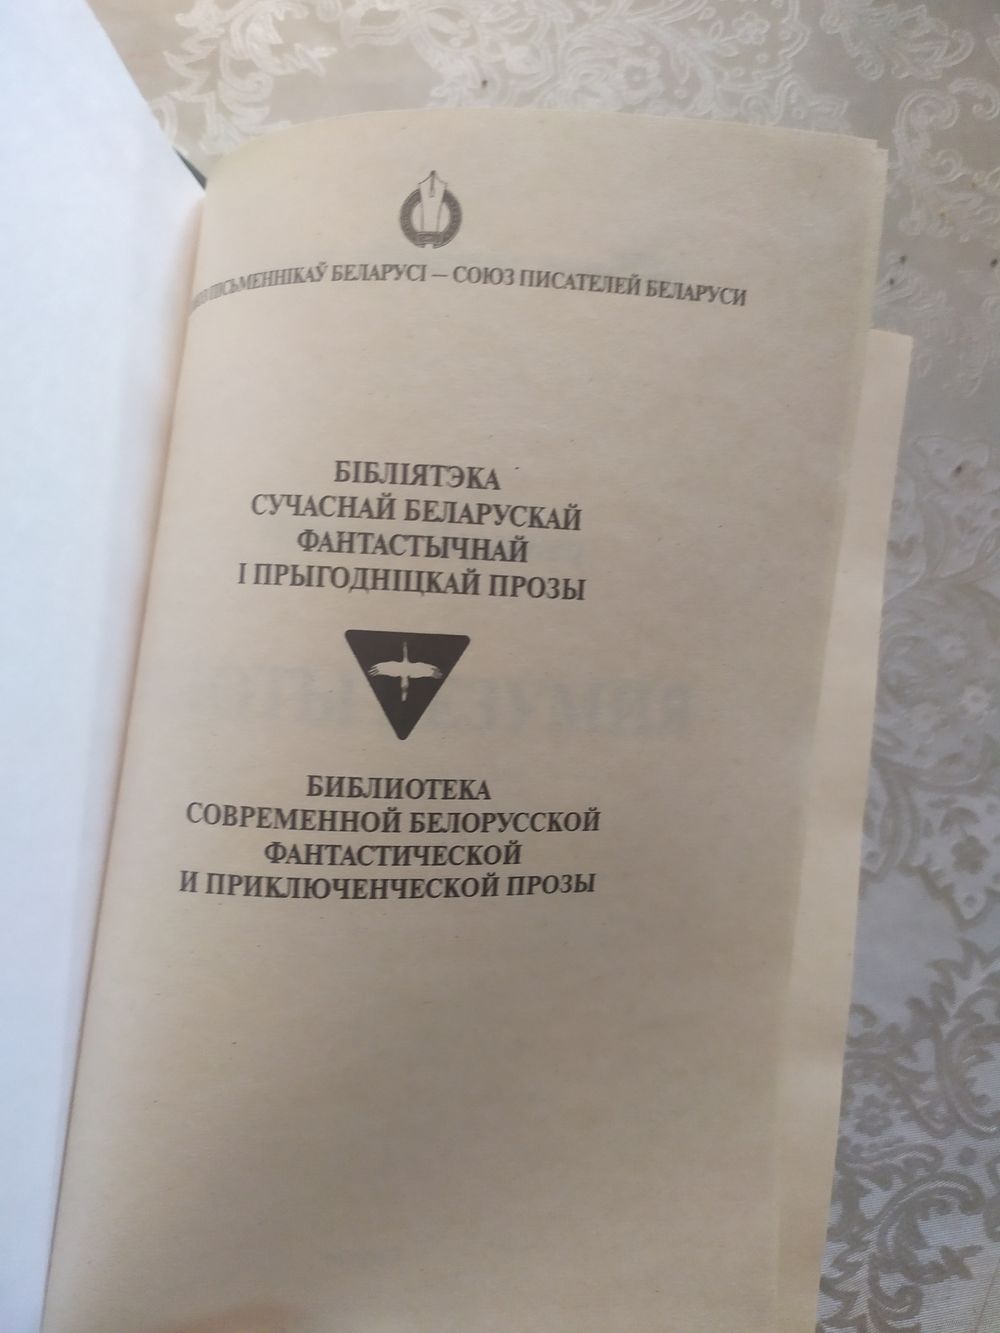 ПІСЬМЕННІКАЎ БЕЛАРУСІ — СОЮЗ ПИСАТЕЛЕЙ БЕЛАРУСИ
БІБЛІЯТЭКА
СУЧАСНАЙ БЕЛАРУСКАЙ
ФАНТАСТЫЧНАЙ
І ПРЫГОДНІЦКАЙ ПРОЗЫ
БИБЛИОТЕКА
СОВРЕМЕННОЙ БЕЛОРУССКОЙ
ФАНТАСТИЧЕСКОЙ
И ПРИКЛЮЧЕНЧЕСКОЙ ПРОЗЫ